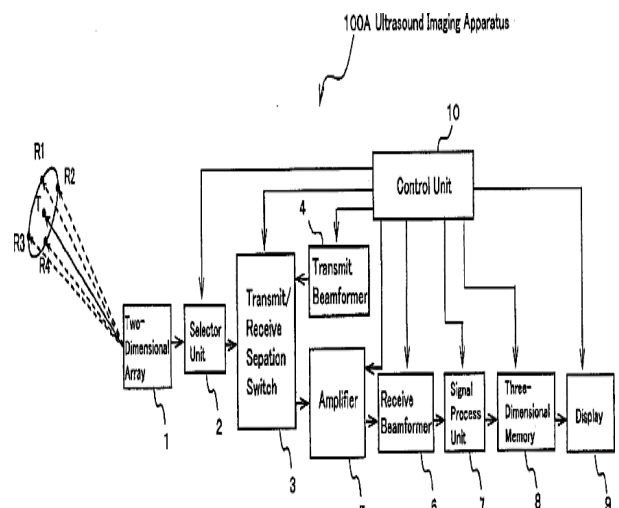 100A Ultrasound Imaging Apparatus
10
Control Unit
R1
R2
T
R3
R4
4
Transmit
Beamformer
Two-
Dimensional
Array
Selector
Unit
Transmit/
Receive
Sepation
Switch
Amplifier
Receive
Beamformer
Signal
Process
Unit
Three-
Dimensional
Memory
Display
1
2
3
6
7
8
9